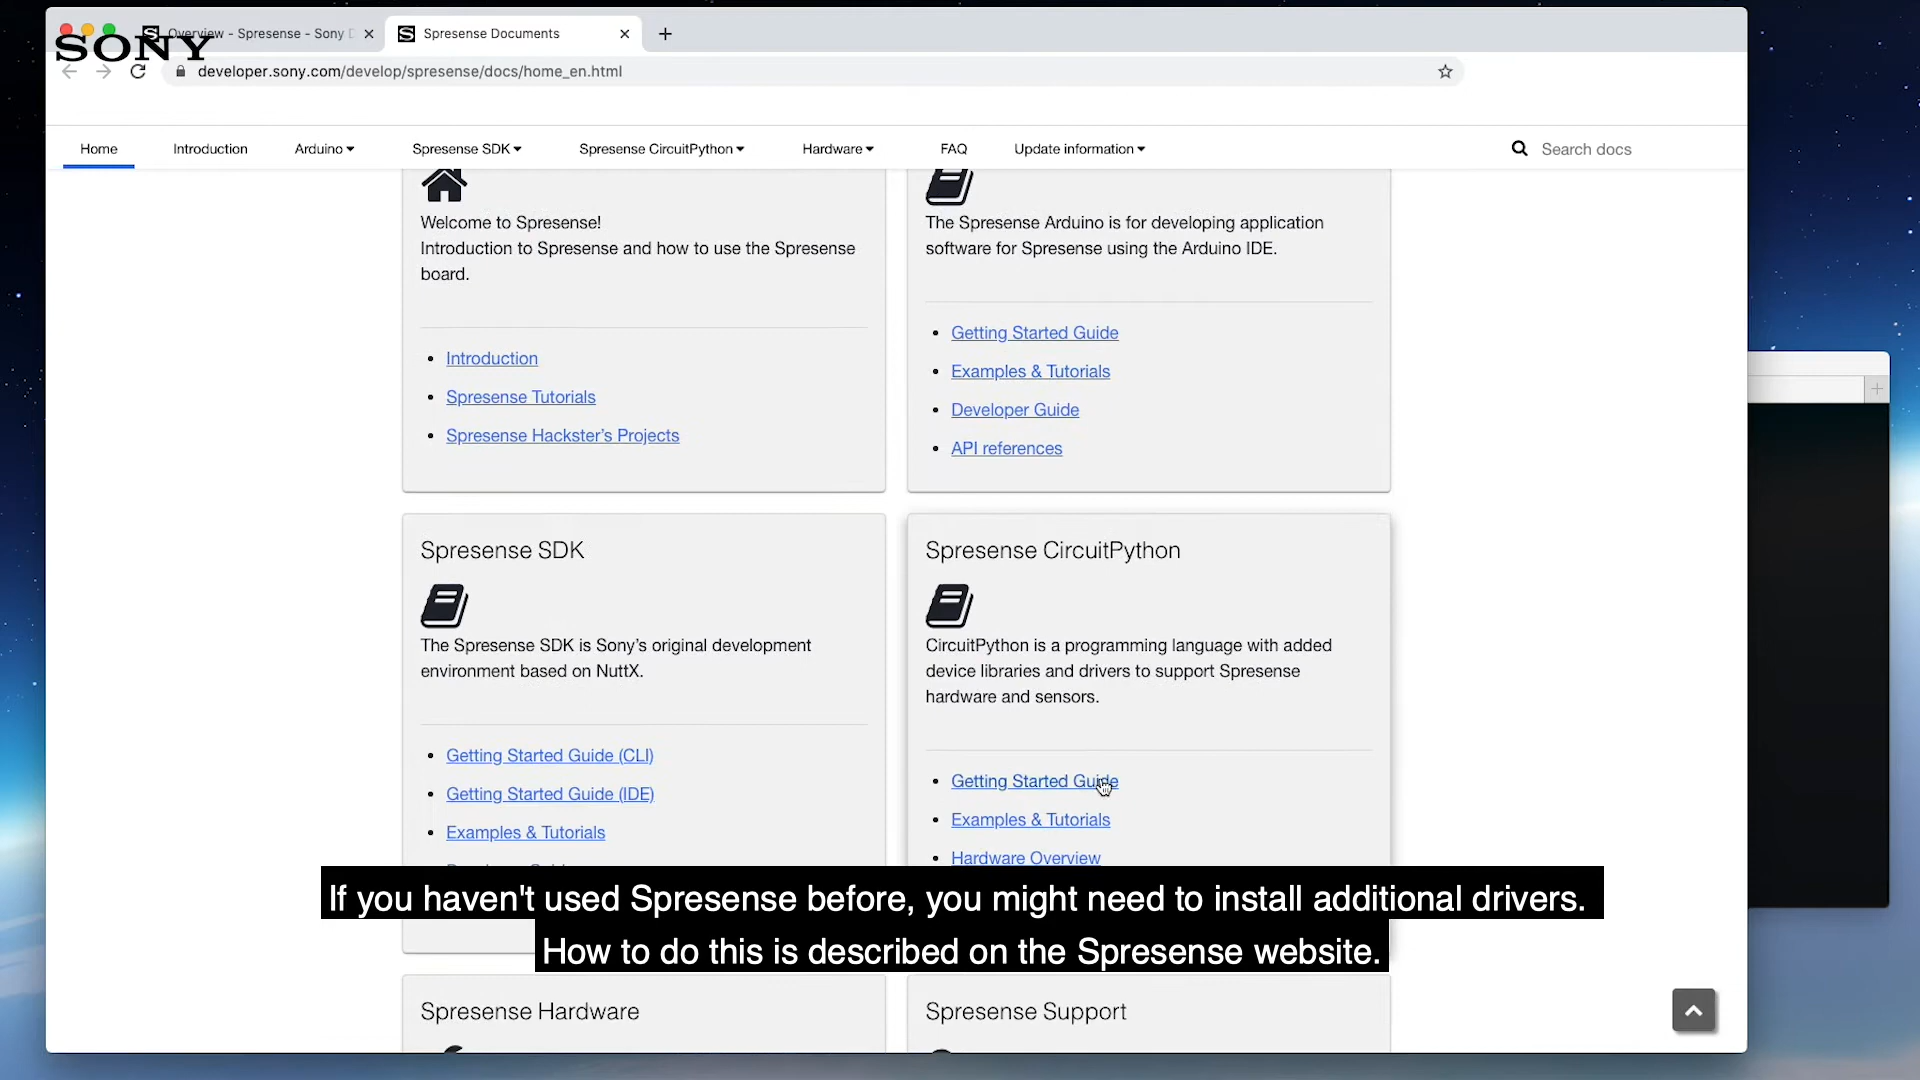 SONY
Overview - Spresense - Sony D
Spresense Documents
developer.sony.com/develop/spresense/docs/home_en.html
Home
Introduction
Arduino
Spresense SDK
Spresense CircuitPython
Hardware
FAQ
Update information
Search docs
Welcome to Spresense!
Introduction to Spresense and how to use the Spresense
board.
Introduction
Spresense Tutorials
Spresense Hackster's Projects
The Spresense Arduino is for developing application
software for Spresense using the Arduino IDE.
Getting Started Guide
Examples & Tutorials
Developer Guide
API references
Spresense SDK
The Spresense SDK is Sony's original development
environment based on NuttX.
Getting Started Guide (CLI)
Getting Started Guide (IDE)
Examples & Tutorials
Spresense CircuitPython
CircuitPython is a programming language with added
device libraries and drivers to support Spresense
hardware and sensors.
Getting Started Guide
Examples & Tutorials
Hardware Overview
If you haven't used Spresense before, you might need to install additional drivers.
How to do this is described on the Spresense website.
Spresense Hardware
Spresense Support